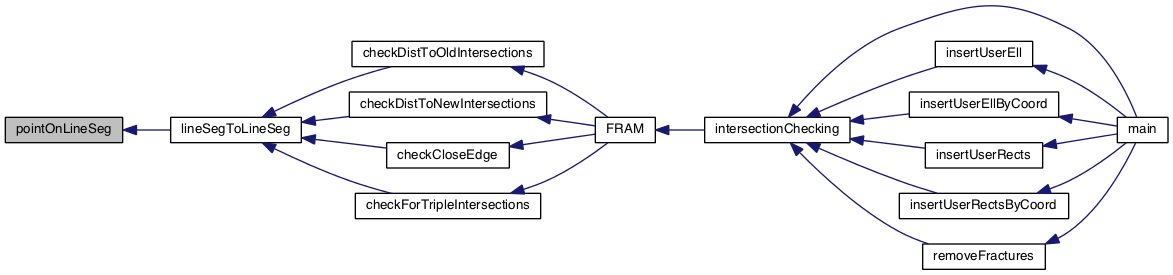 pointOnLineSeg
lineSegToLineSeg
checkDistToOldIntersections
checkDistToNewIntersections
checkCloseEdge
checkForTripleIntersections
FRAM
intersectionChecking
insertUserEll
insertUserEllByCoord
insertUserRects
insertUserRectsByCoord
removeFractures
main